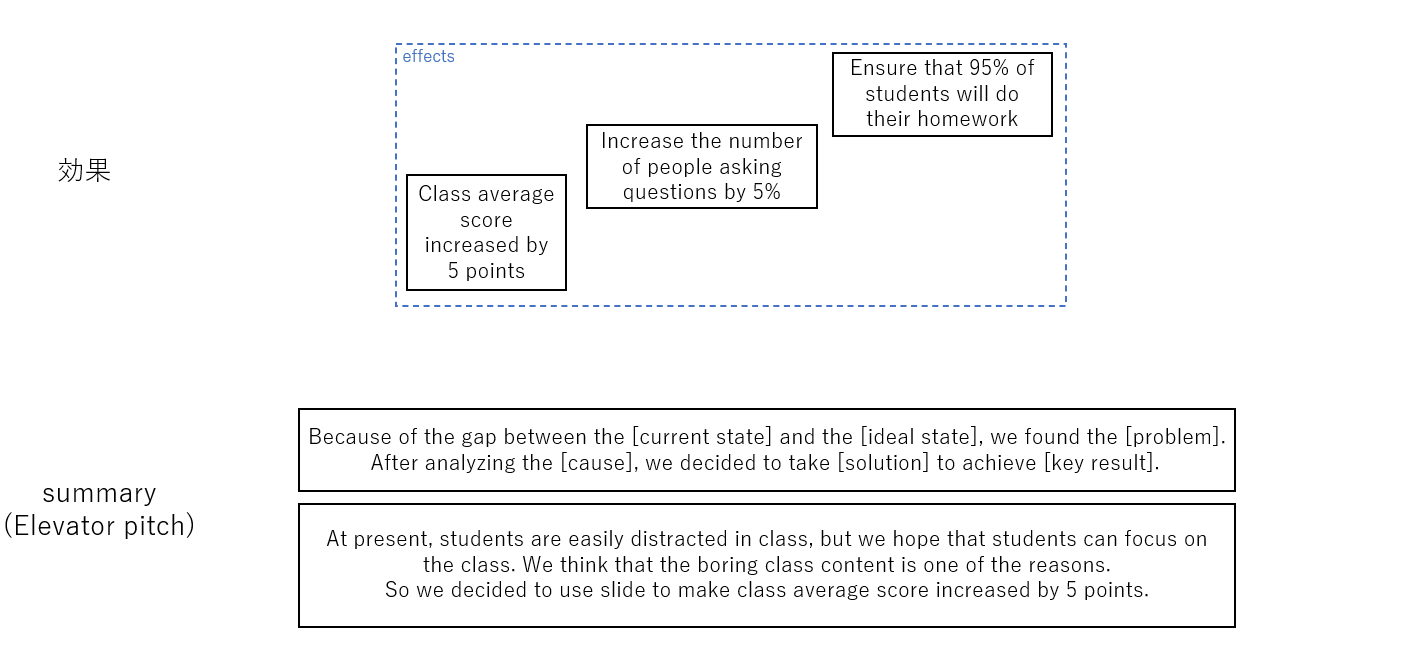 effects
Ensure that 95% of
students will do
their homework
Increase the number
of people asking
questions by 5%
効果
Class average
score
increased by
5 points
Because of the gap between the [current state] and the [ideal state], we found the [problem].
After analyzing the [cause], we decided to take [solution] to achieve [key result].
summary
(Elevator pitch)
At present, students are easily distracted in class, but we hope that students can focus on
the class. We think that the boring class content is one of the reasons.
So we decided to use slide to make class average score increased by 5 points.